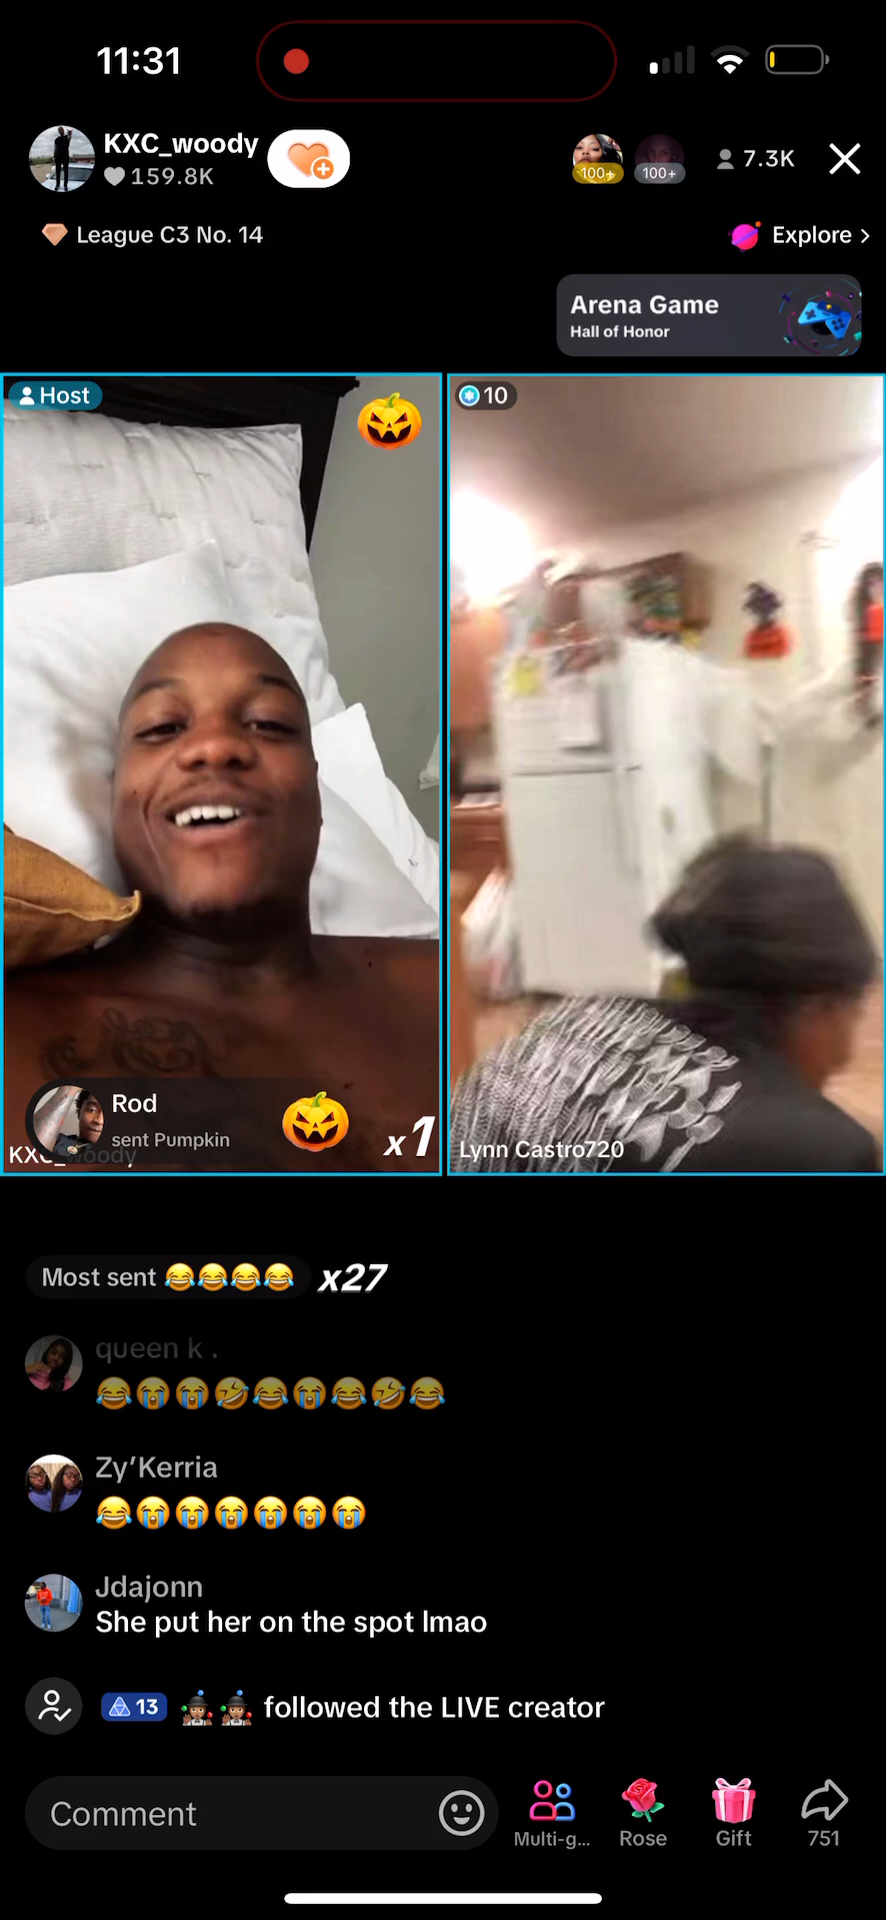 11:31
KXC_woody
159.8K
100+
100+
7.3K
League C3 No. 14
Explore >
Arena Game
Hall of Honor
Host
10
Rod
sent Pumpkin
x1
KXC_woody
Lynn Castro720
Most sent 😂😂😂😂 x27
queen k .
😂😭😭🤣😂😭😂🤣😂
Zy'Kerria
😂😭😭😭😭😭😭
Jdajonn
She put her on the spot lmao
13 🤹🏽🤹🏽 followed the LIVE creator
Comment
Multi-g...
Rose
Gift
751